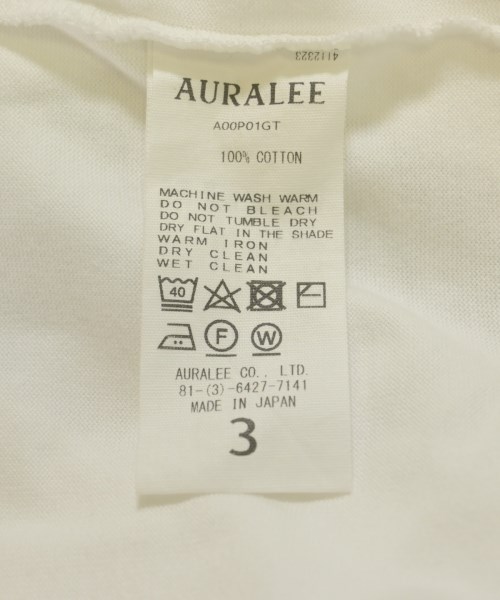 4112323
AURALEE
A00P01GT
100% COTTON
MACHINE WASH WARM
DO NOT BLEACH
DO NOT TUMBLE DRY
DRY FLAT IN THE SHADE
WARM IRON
DRY CLEAN
WET CLEAN
40
F W
AURALEE CO., LTD.
81-(3)-6427-7141
MADE IN JAPAN
3